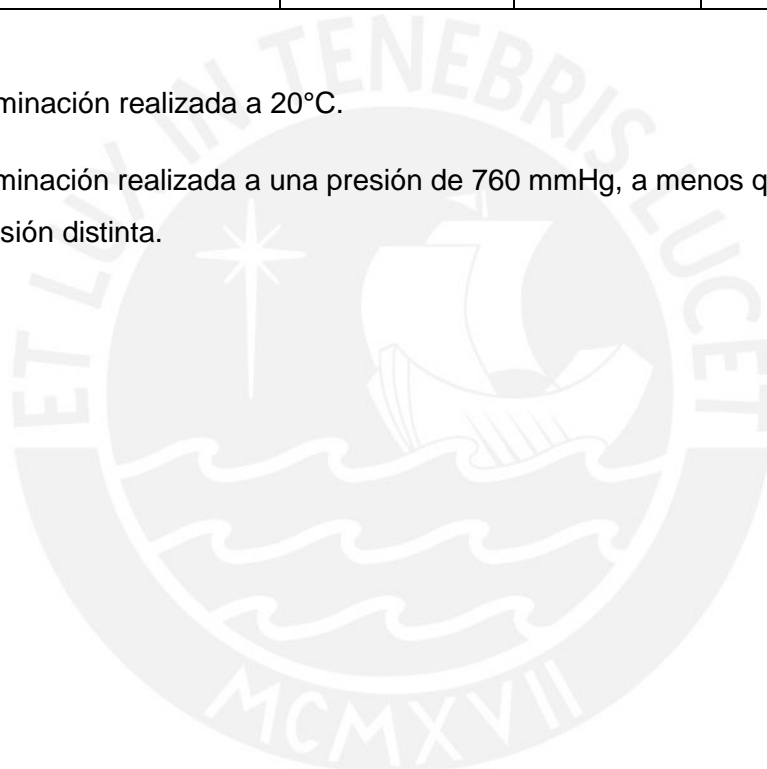 minación realizada a 20°C.
minación realizada a una presión de 760 mmHg, a menos q
sión distinta.
ET LUX IN TENEBRIS LUCET
MCMXVII